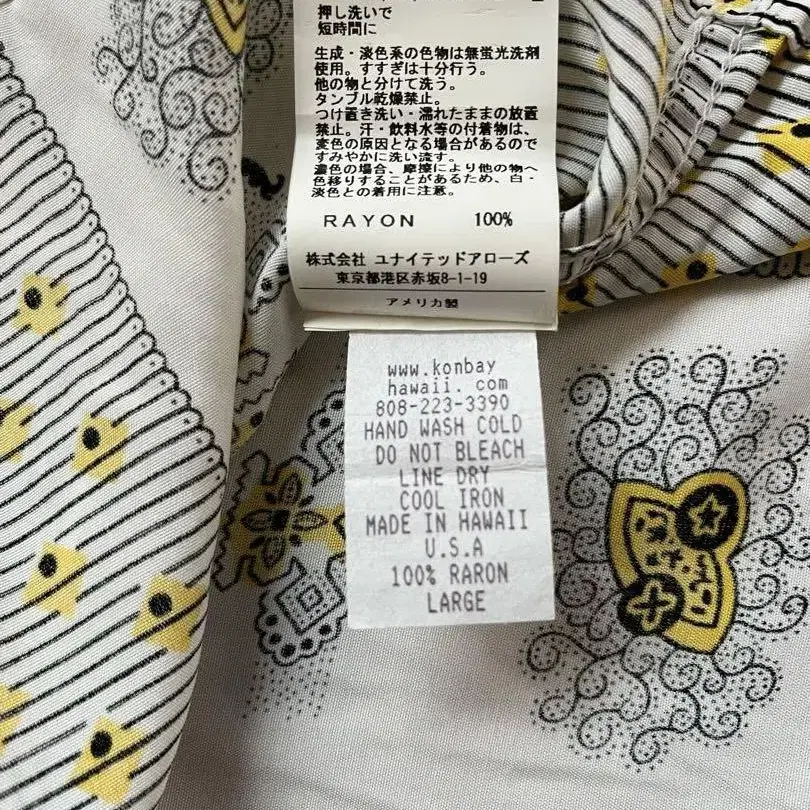 押し洗いで
短時間に
生成・淡色系の色物は無蛍光洗剤
使用。すすぎは十分行う。
他の物と分けて洗う。
タンブル乾燥禁止。
つけ置き洗い・濡れたままの放置
禁止。汗・飲料水等の付着物は、
変色の原因となる場合があるので
すみやかに洗い流す。
濃色の場合、摩擦により他の物へ
色移りすることがあるため、白・
淡色との着用に注意。
RAYON 100%
株式会社 ユナイテッドアローズ
東京都港区赤坂8-1-19
アメリカ製
www.konbay
hawaii. com
808-223-3390
HAND WASH COLD
DO NOT BLEACH
LINE DRY
COOL IRON
MADE IN HAWAII
U.S.A
100% RARON
LARGE